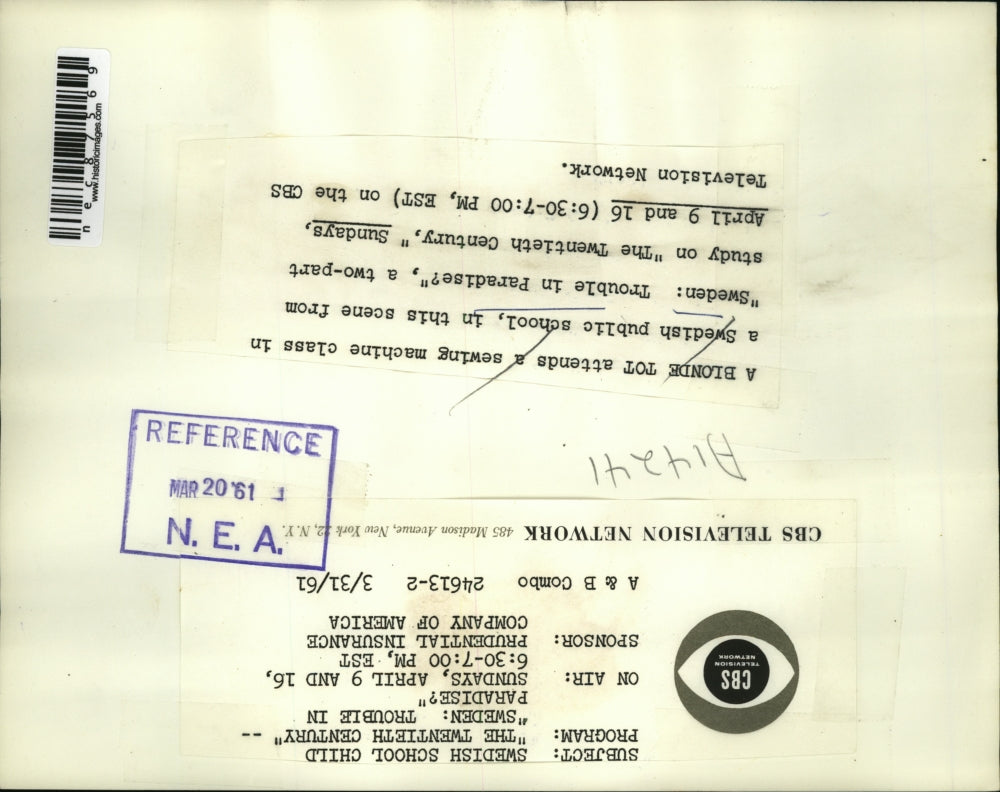 SUBJECT: SWEDISH SCHOOL CHILD
PROGRAM: "THE TWENTIETH CENTURY" --
"SWEDEN: TROUBLE IN
PARADISE?"
ON AIR: SUNDAYS, APRIL 9 AND 16,
6:30-7:00 PM, EST
SPONSOR: PRUDENTIAL INSURANCE
COMPANY OF AMERICA
A & B Combo 24613-2 3/31/61
CBS
TELEVISION
NETWORK
CBS TELEVISION NETWORK 485 Madison Avenue, New York 22, N.Y.
A14241
A BLONDE TOT attends a sewing machine class in
a Swedish public school, in this scene from
"Sweden: Trouble in Paradise?", a two-part
study on "The Twentieth Century," Sundays,
April 9 and 16 (6:30-7:00 PM, EST) on the CBS
Television Network.
REFERENCE
MAR 20 '61
N. E. A.
nec87569
www.historicimages.com